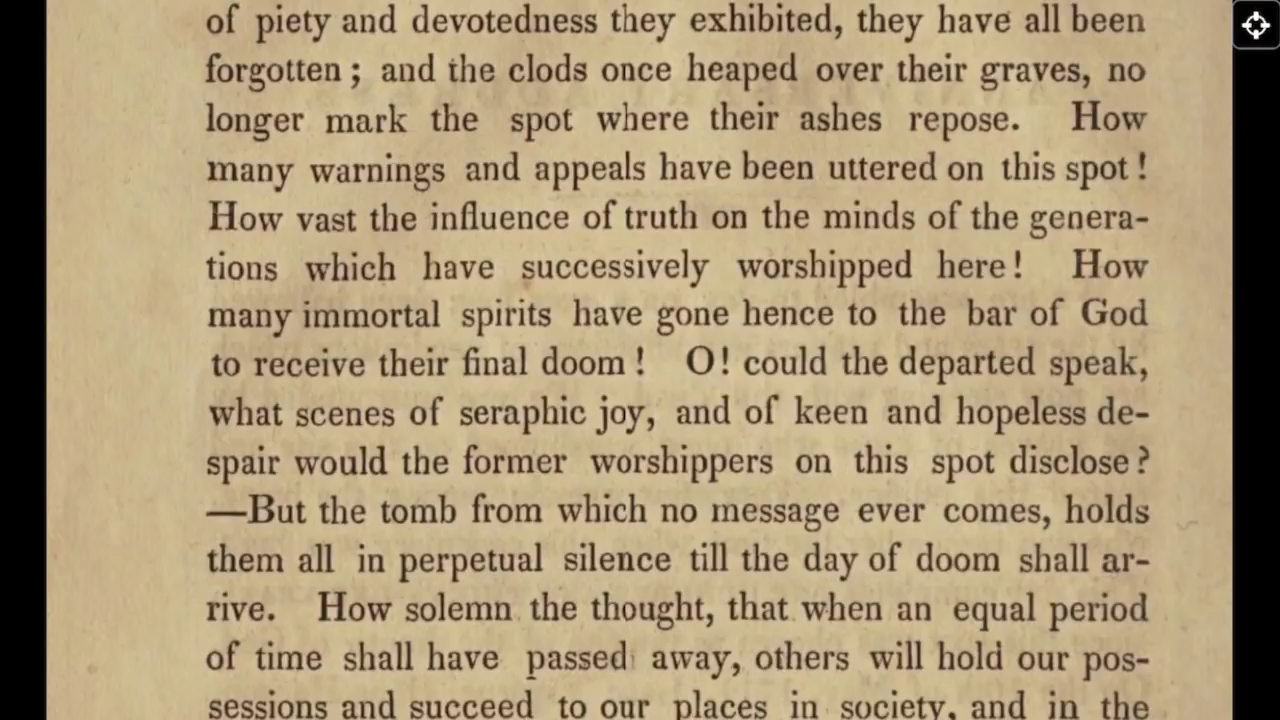 of piety and devotedness they exhibited, they have all been
forgotten ; and the clods once heaped over their graves, no
longer mark the spot where their ashes repose. How
many warnings and appeals have been uttered on this spot !
How vast the influence of truth on the minds of the genera-
tions which have successively worshipped here ! How
many immortal spirits have gone hence to the bar of God
to receive their final doom ! O! could the departed speak,
what scenes of seraphic joy, and of keen and hopeless de-
spair would the former worshippers on this spot disclose ?
—But the tomb from which no message ever comes, holds
them all in perpetual silence till the day of doom shall ar-
rive. How solemn the thought, that when an equal period
of time shall have passed away, others will hold our pos-
sessions and succeed to our places in society, and in the